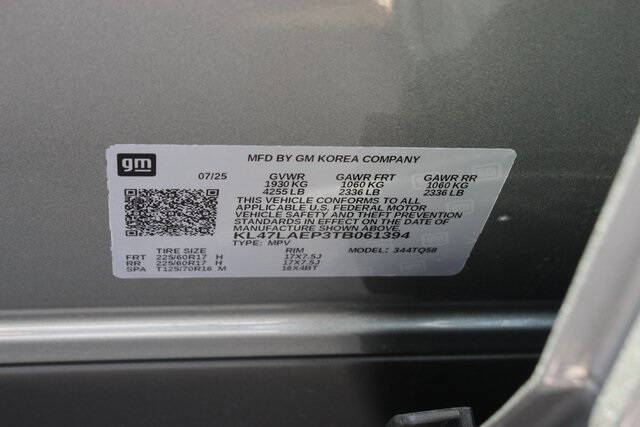 gm
MFD BY GM KOREA COMPANY
07/25 GVWR GAWR FRT GAWR RR
1930 KG 1060 KG 1060 KG
4255 LB 2336 LB 2336 LB
THIS VEHICLE CONFORMS TO ALL
APPLICABLE U.S. FEDERAL MOTOR
VEHICLE SAFETY AND THEFT PREVENTION
STANDARDS IN EFFECT ON THE DATE OF
MANUFACTURE SHOWN ABOVE.
KL47LAEP3TB061394
TYPE: MPV MODEL: 344TQ58
TIRE SIZE RIM
FRT 225/60R17 H 17X7.5J
RR 225/60R17 H 17X7.5J
SPA T125/70R16 M 16X4BT